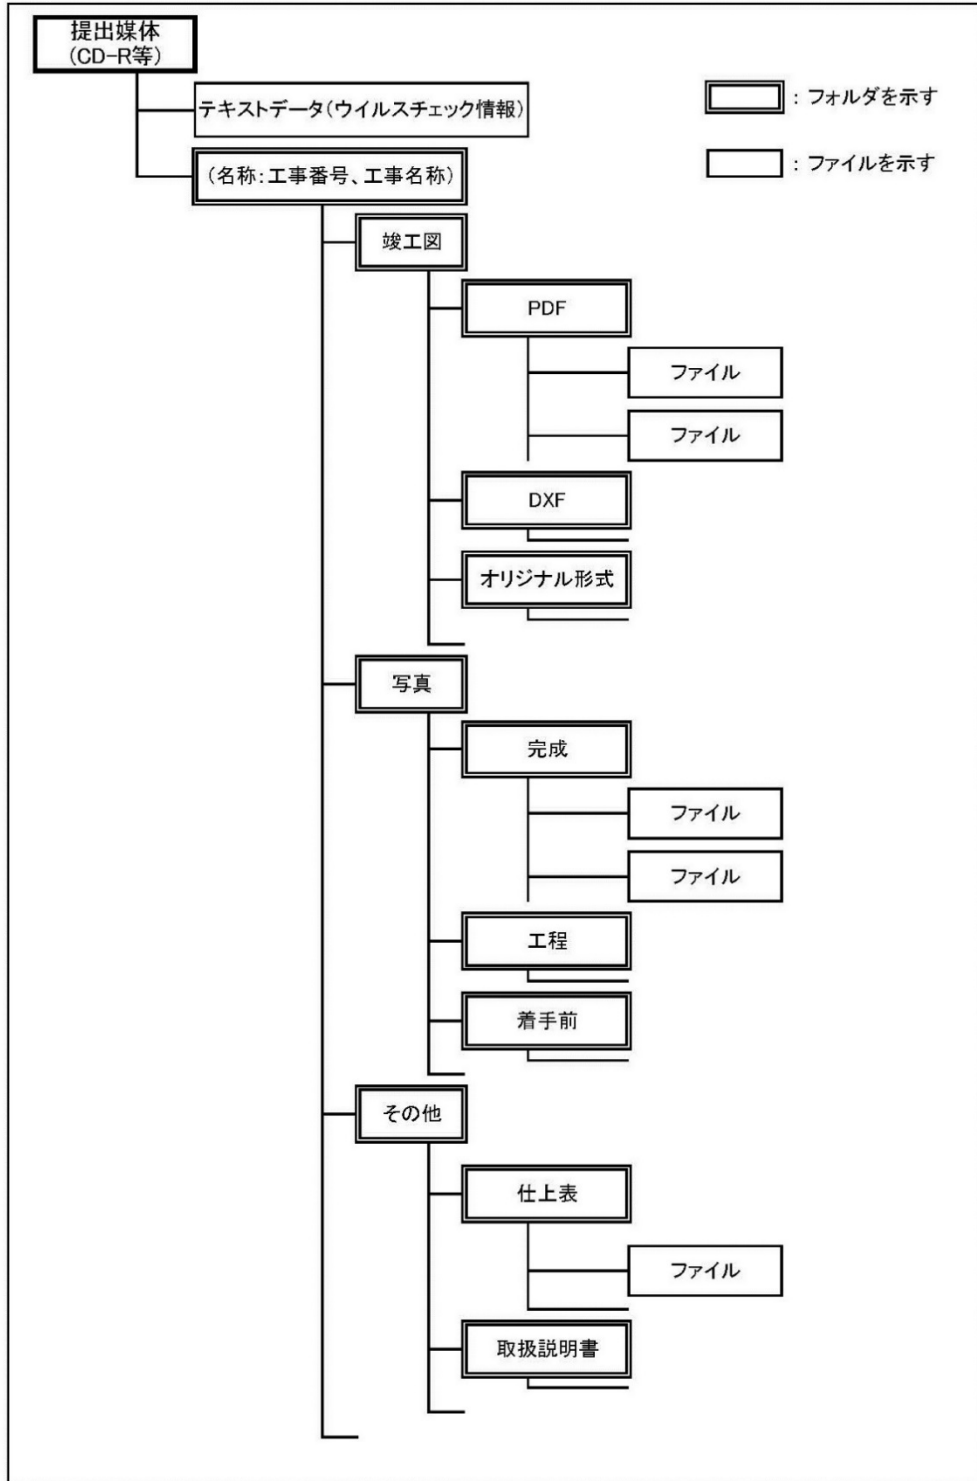 提出媒体
(CD-R等)
テキストデータ(ウイルスチェック情報)
：フォルダを示す
(名称：工事番号、工事名称)
：ファイルを示す
竣工図
PDF
ファイル
ファイル
DXF
オリジナル形式
写真
完成
ファイル
ファイル
工程
着手前
その他
仕上表
ファイル
取扱説明書